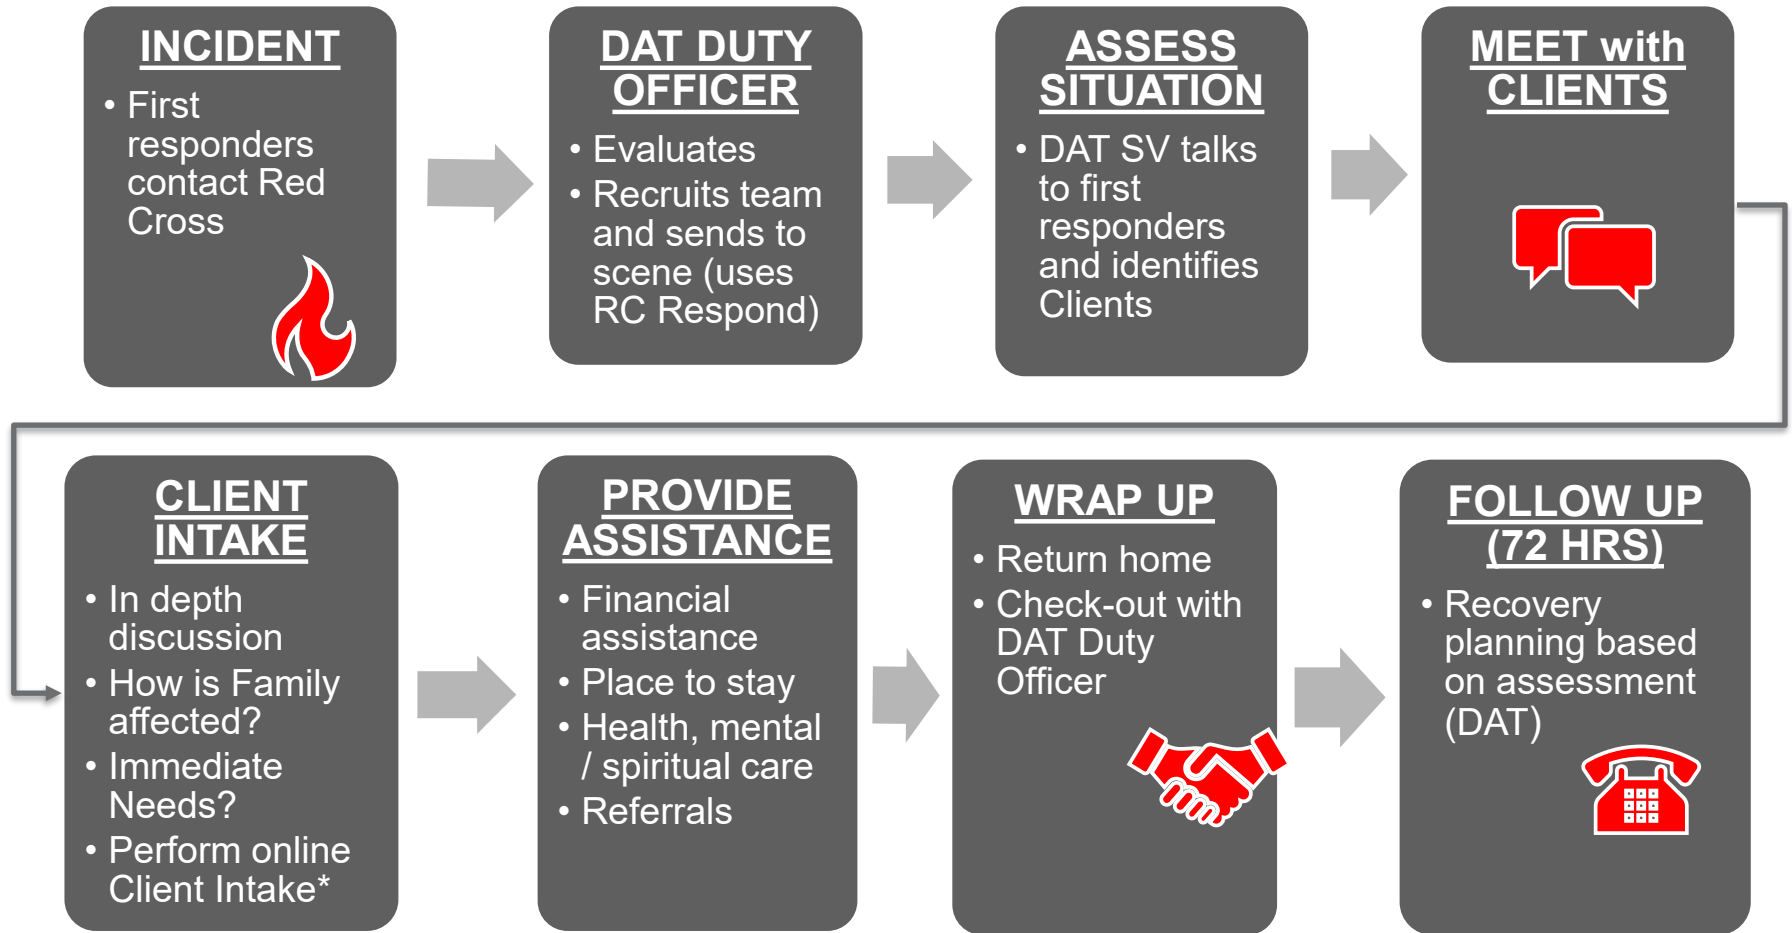 INCIDENT
• First
responders
contact Red
Cross
DAT DUTY
OFFICER
• Evaluates
• Recruits team
and sends to
scene (uses
RC Respond)
ASSESS
SITUATION
• DAT SV talks
to first
responders
and identifies
Clients
MEET with
CLIENTS
CLIENT
INTAKE
• In depth
discussion
• How is Family
affected?
• Immediate
Needs?
• Perform online
Client Intake*
PROVIDE
ASSISTANCE
• Financial
assistance
• Place to stay
• Health, mental
/ spiritual care
• Referrals
WRAP UP
• Return home
• Check-out with
DAT Duty
Officer
FOLLOW UP
(72 HRS)
• Recovery
planning based
on assessment
(DAT)